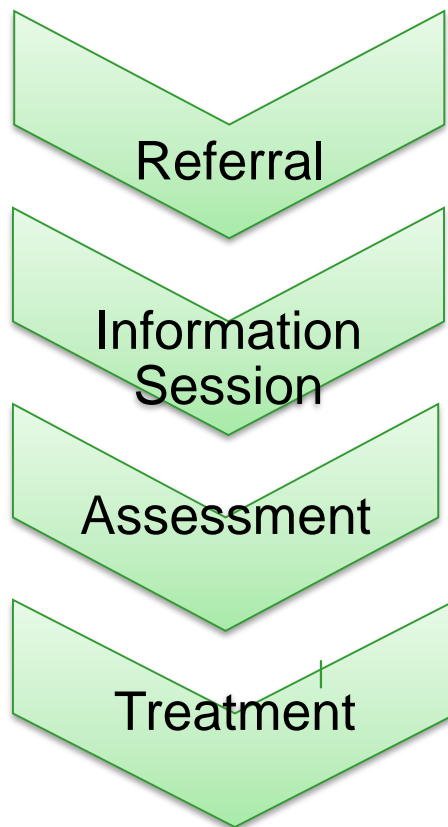 Referral
Information
Session
Assessment
Treatment